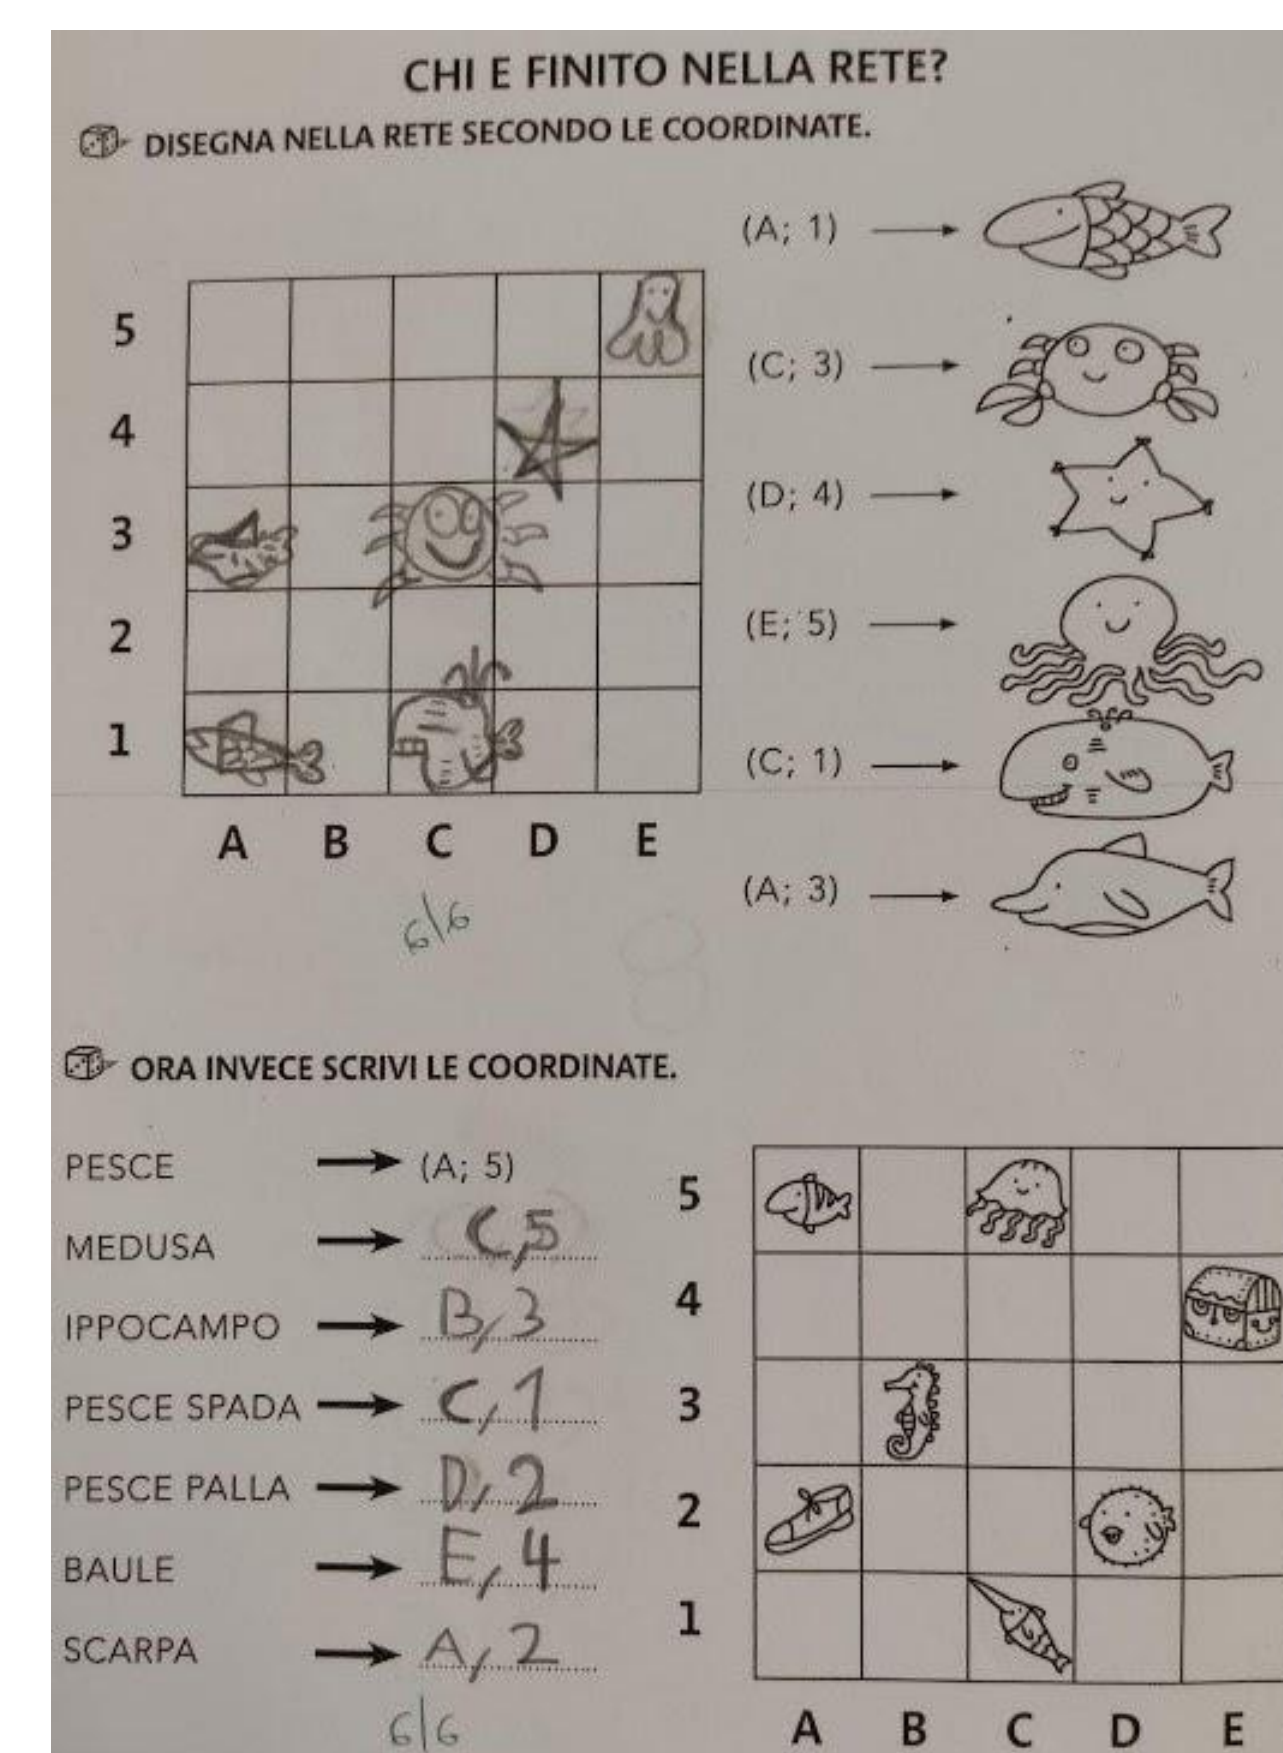 CHI E FINITO NELLA RETE?
DISEGNA NELLA RETE SECONDO LE COORDINATE.
(A; 1)
(C; 3)
(D; 4)
(E; 5)
(C; 1)
(A; 3)
5
4
3
2
1
A B C D E
6/6
ORA INVECE SCRIVI LE COORDINATE.
PESCE (A; 5)
MEDUSA C,5
IPPOCAMPO B,3
PESCE SPADA C,1
PESCE PALLA D,2
BAULE E,4
SCARPA A,2
6/6
5
4
3
2
1
A B C D E